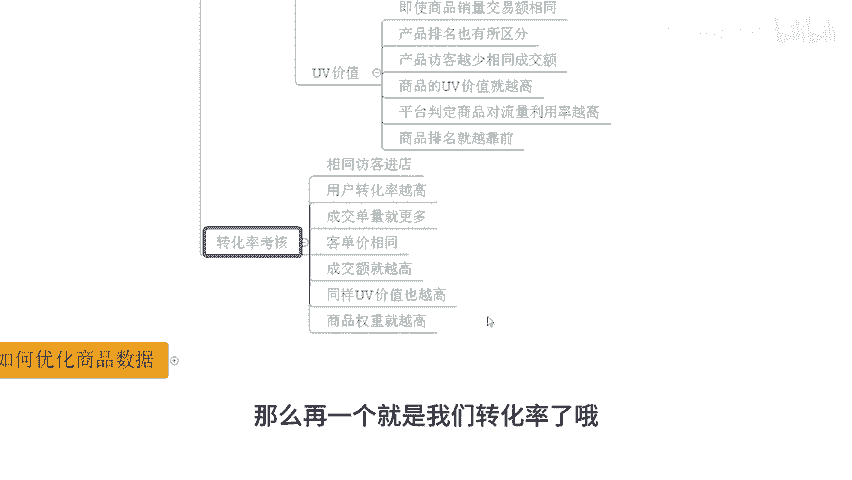 即使商品销量交易额相同
产品排名也有所区分
产品访客越少相同成交额
UV价值
商品的UV价值就越高
平台判定商品对流量利用率越高
商品排名就越靠前
相同访客进店
用户转化率越高
成交单量就更多
转化率考核
客单价相同
成交额就越高
同样UV价值也越高
商品权重就越高
如何优化商品数据
那么再一个就是我们转化率了哦